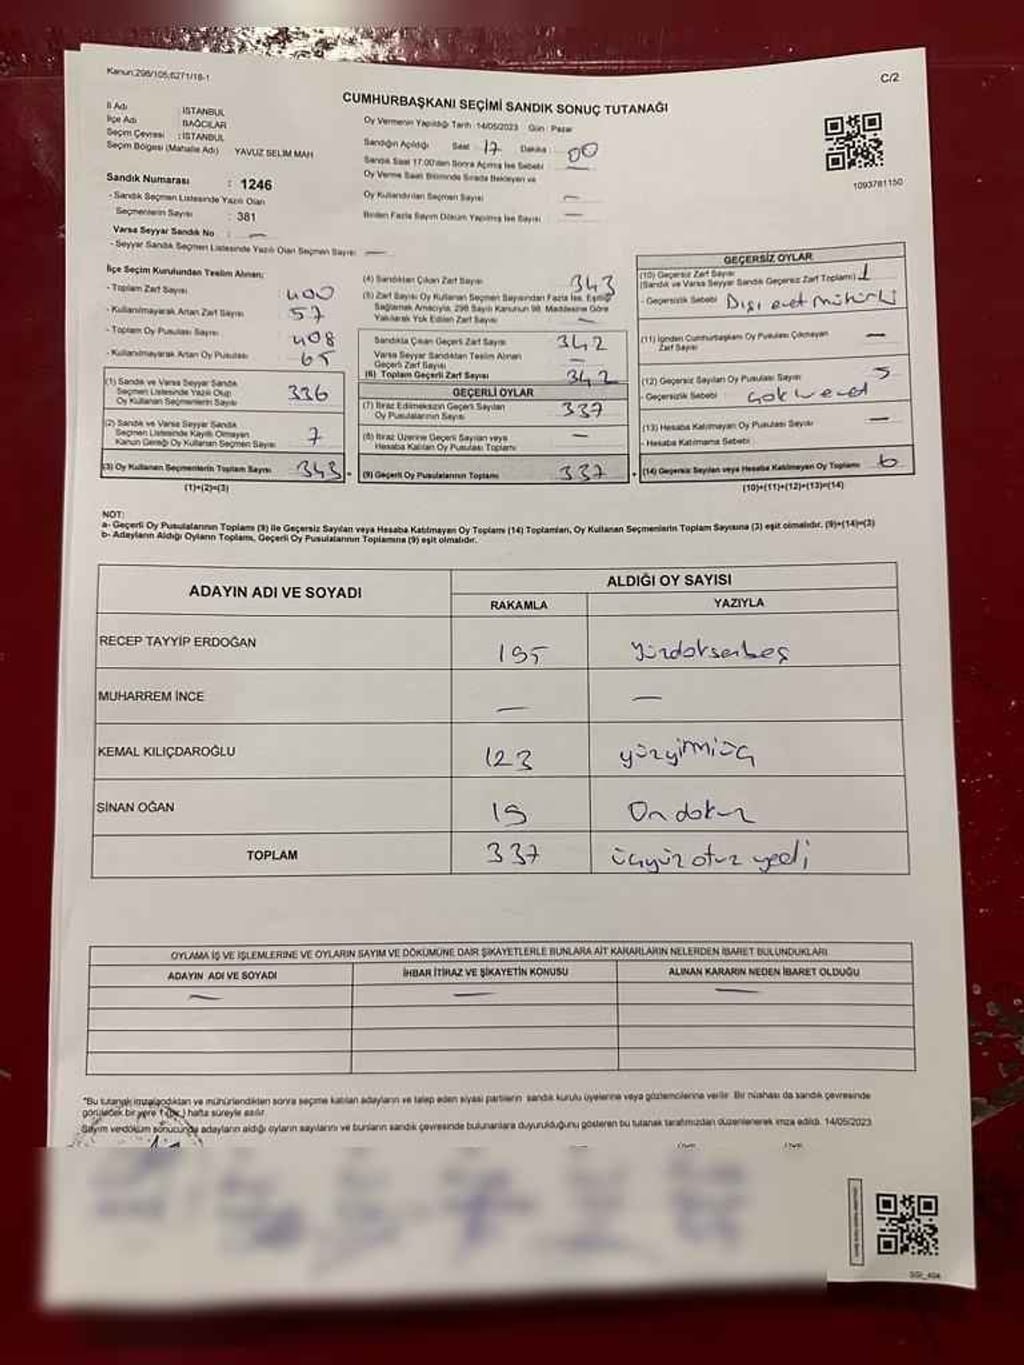 Kanun:298/105;6271/18-1
C/2
CUMHURBAŞKANI SEÇİMİ SANDIK SONUÇ TUTANAĞI
İl Adı : İSTANBUL
İlçe Adı : BAĞCILAR
Seçim Çevresi : İSTANBUL
Seçim Bölgesi (Mahalle Adı) YAVUZ SELİM MAH
Sandık Numarası : 1246
- Sandık Seçmen Listesinde Yazılı Olan
Seçmenlerin Sayısı : 381
Varsa Seyyar Sandık No : —
- Seyyar Sandık Seçmen Listesinde Yazılı Olan Seçmen Sayısı —
Oy Vermenin Yapıldığı Tarih :14/05/2023 Gün : Pazar
Sandığın Açıldığı Saat : 17 Dakika : 00
Sandık Saat 17:00'den Sonra Açılmış İse Sebebi : —
Oy Verme Saati Bitiminde Sırada Bekleyen ve
Oy Kullandırılan Seçmen Sayısı —
Birden Fazla Sayım Döküm Yapılmış İse Sayısı —
1093781150
İlçe Seçim Kurulundan Teslim Alınan:
- Toplam Zarf Sayısı 400
- Kullanılmayarak Artan Zarf Sayısı 57
- Toplam Oy Pusulası Sayısı 408
- Kullanılmayarak Artan Oy Pusulası 65
(1) Sandık ve Varsa Seyyar Sandık
Seçmen Listesinde Yazılı Olup
Oy Kullanan Seçmenlerin Sayısı 336
(2) Sandık ve Varsa Seyyar Sandık
Seçmen Listesinde Kayıtlı Olmayan
Kanun Gereği Oy Kullanan Seçmen Sayısı 7
(3) Oy Kullanan Seçmenlerin Toplam Sayısı 343
(1)+(2)=(3)
(4) Sandıktan Çıkan Zarf Sayısı 343
(5) Zarf Sayısı Oy Kullanan Seçmen Sayısından Fazla İse, Eşitliği
Sağlamak Amacıyla, 298 Sayılı Kanunun 98. Maddesine Göre
Yakılarak Yok Edilen Zarf Sayısı —
Sandıkta Çıkan Geçerli Zarf Sayısı 342
Varsa Seyyar Sandıktan Teslim Alınan
Geçerli Zarf Sayısı —
(6) Toplam Geçerli Zarf Sayısı 342
GEÇERLİ OYLAR
(7) İtiraz Edilmeksizin Geçerli Sayılan
Oy Pusulalarının Sayısı 337
(8) İtiraz Üzerine Geçerli Sayılan veya
Hesaba Katılan Oy Pusulası Toplamı —
(9) Geçerli Oy Pusulalarının Toplamı 337
GEÇERSİZ OYLAR
(10) Geçersiz Zarf Sayısı
(Sandık ve Varsa Seyyar Sandık Geçersiz Zarf Toplamı) 1
- Geçersizlik Sebebi Dışı evet mühürlü
(11) İçinden Cumhurbaşkanı Oy Pusulası Çıkmayan
Zarf Sayısı —
(12) Geçersiz Sayılan Oy Pusulası Sayısı 5
- Geçersizlik Sebebi
(13) Hesaba Katılmayan Oy Pusulası Sayısı —
- Hesaba Katılmama Sebebi
(14) Geçersiz Sayılan veya Hesaba Katılmayan Oy Toplamı 6
(10)+(11)+(12)+(13)=(14)
NOT:
a- Geçerli Oy Pusulalarının Toplamı (9) ile Geçersiz Sayılan veya Hesaba Katılmayan Oy Toplamı (14) Toplamları, Oy Kullanan Seçmenlerin Toplam Sayısına (3) eşit olmalıdır. (9)+(14)=(3)
b- Adayların Aldığı Oyların Toplamı, Geçerli Oy Pusulalarının Toplamına (9) eşit olmalıdır.
ADAYIN ADI VE SOYADI
ALDIĞI OY SAYISI
RAKAMLA YAZIYLA
RECEP TAYYİP ERDOĞAN 195 yüzdoksanbeş
MUHARREM İNCE — —
KEMAL KILIÇDAROĞLU 123 yüzyirmiüç
SİNAN OĞAN 19 On dokuz
TOPLAM 337 üçyüz otuz yedi
OYLAMA İŞ VE İŞLEMLERİNE VE OYLARIN SAYIM VE DÖKÜMÜNE DAİR ŞİKAYETLERLE BUNLARA AİT KARARLARIN NELERDEN İBARET BULUNDUKLARI
ADAYIN ADI VE SOYADI İHBAR İTİRAZ VE ŞİKAYETİN KONUSU ALINAN KARARIN NEDEN İBARET OLDUĞU
— — —
"Bu tutanak imzalandıktan ve mühürlendikten sonra seçime katılan adayların ve talep eden siyasi partilerin sandık kurulu üyelerine veya gözlemcilerine verilir. Bir nüshası da sandık çevresinde
görülecek bir yere 1 (bir) hafta süreyle asılır.
Sayım ve döküm sonucunda adayların aldığı oyların sayılarını ve bunların sandık çevresinde bulunanlara duyurulduğunu gösteren bu tutanak tarafımızdan düzenlenerek imza edildi. 14/05/2023